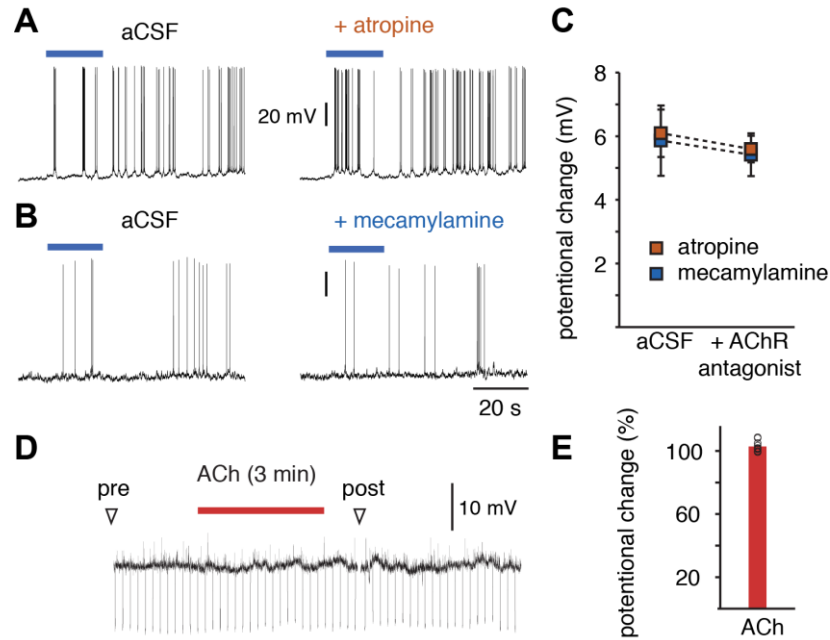 A
aCSF
+ atropine
20 mV
B
aCSF
+ mecamylamine
20 s
C
potentional change (mV)
8
6
4
2
atropine
mecamylamine
aCSF
+ AChR
antagonist
D
pre
ACh (3 min)
post
10 mV
E
potentional change (%)
100
60
20
ACh